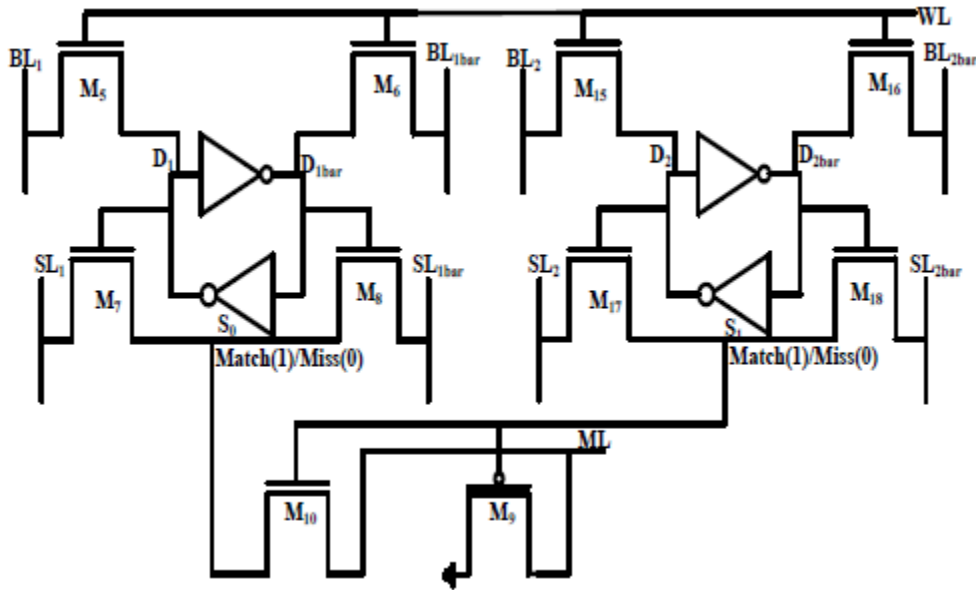 WL
BL1 BL1bar BL2 BL2bar
M5 M6 M15 M16
D1 D1bar D2 D2bar
SL1 SL1bar SL2 SL2bar
M7 M8 M17 M18
S0 S1
Match(1)/Miss(0) Match(1)/Miss(0)
ML
M10 M9